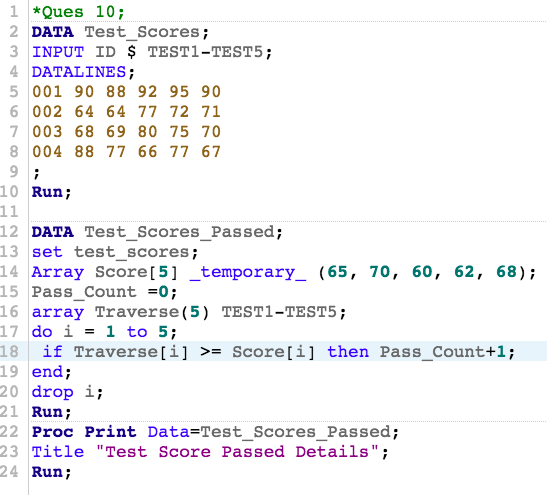 1 *Ques 10;
2 DATA Test_Scores;
3 INPUT ID $ TEST1-TEST5;
4 DATALINES;
5 001 90 88 92 95 90
6 002 64 64 77 72 71
7 003 68 69 80 75 70
8 004 88 77 66 77 67
9 ;
10 Run;
11
12 DATA Test_Scores_Passed;
13 set test_scores;
14 Array Score[5] _temporary_ (65, 70, 60, 62, 68);
15 Pass_Count =0;
16 array Traverse(5) TEST1-TEST5;
17 do i = 1 to 5;
18  if Traverse[i] >= Score[i] then Pass_Count+1;
19 end;
20 drop i;
21 Run;
22 Proc Print Data=Test_Scores_Passed;
23 Title "Test Score Passed Details";
24 Run;